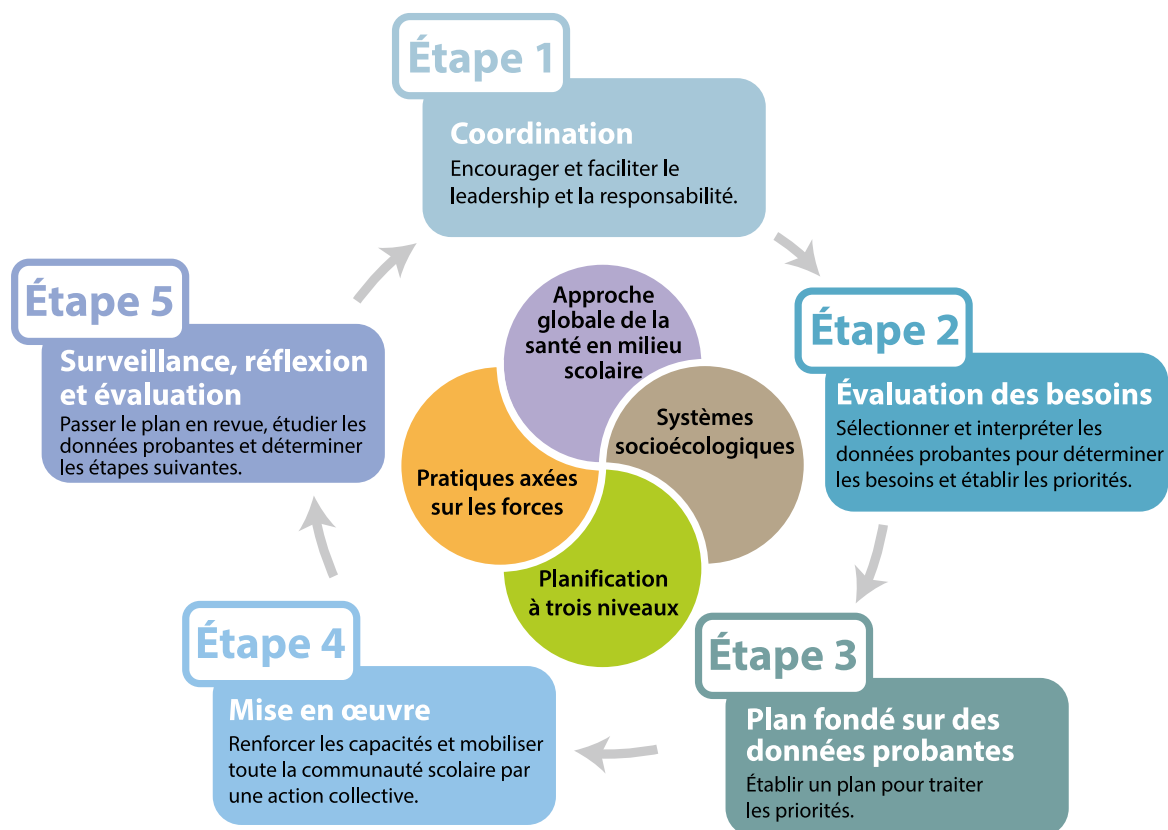 Étape 1
Coordination
Encourager et faciliter le
leadership et la responsabilité.
Étape 2
Évaluation des besoins
Sélectionner et interpréter les
données probantes pour déterminer
les besoins et établir les priorités.
Étape 3
Plan fondé sur des
données probantes
Établir un plan pour traiter
les priorités.
Étape 4
Mise en œuvre
Renforcer les capacités et mobiliser
toute la communauté scolaire par
une action collective.
Étape 5
Surveillance, réflexion
et évaluation
Passer le plan en revue, étudier les
données probantes et déterminer
les étapes suivantes.
Approche
globale de la
santé en milieu
scolaire
Systèmes
socioécologiques
Planification
à trois niveaux
Pratiques axées
sur les forces